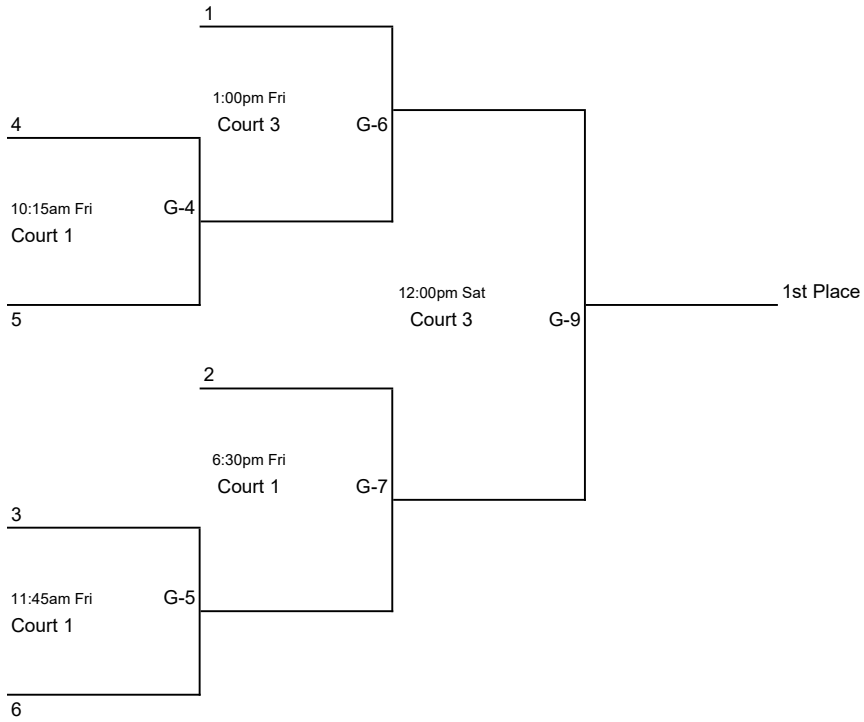 1
1:00pm Fri
4
Court 3 G-6
10:15am Fri G-4
Court 1
12:00pm Sat 1st Place
5 Court 3 G-9
2
6:30pm Fri
Court 1 G-7
3
11:45am Fri G-5
Court 1
6